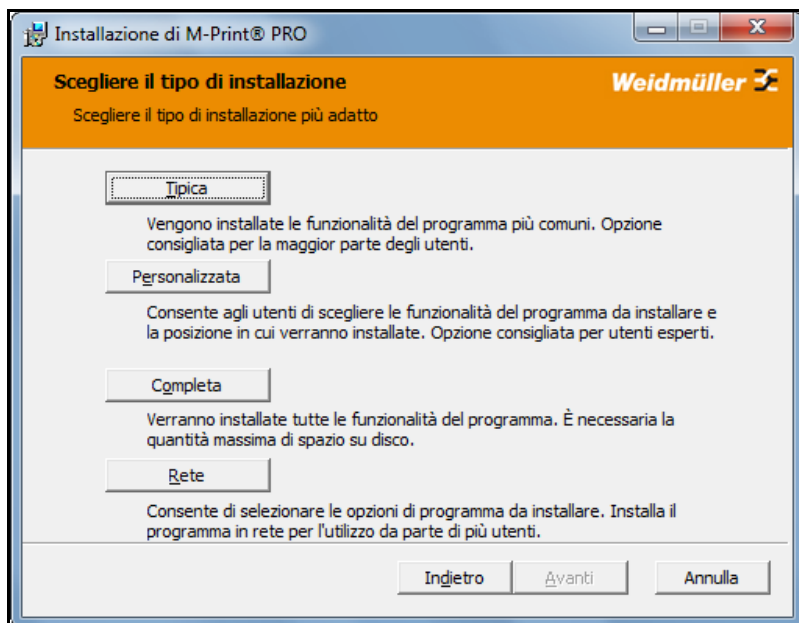 Installazione di M-Print® PRO
Scegliere il tipo di installazione
Weidmüller
Scegliere il tipo di installazione più adatto
Tipica
Vengono installate le funzionalità del programma più comuni. Opzione
consigliata per la maggior parte degli utenti.
Personalizzata
Consente agli utenti di scegliere le funzionalità del programma da installare e
la posizione in cui verranno installate. Opzione consigliata per utenti esperti.
Completa
Verranno installate tutte le funzionalità del programma. È necessaria la
quantità massima di spazio su disco.
Rete
Consente di selezionare le opzioni di programma da installare. Installa il
programma in rete per l'utilizzo da parte di più utenti.
Indietro
Avanti
Annulla